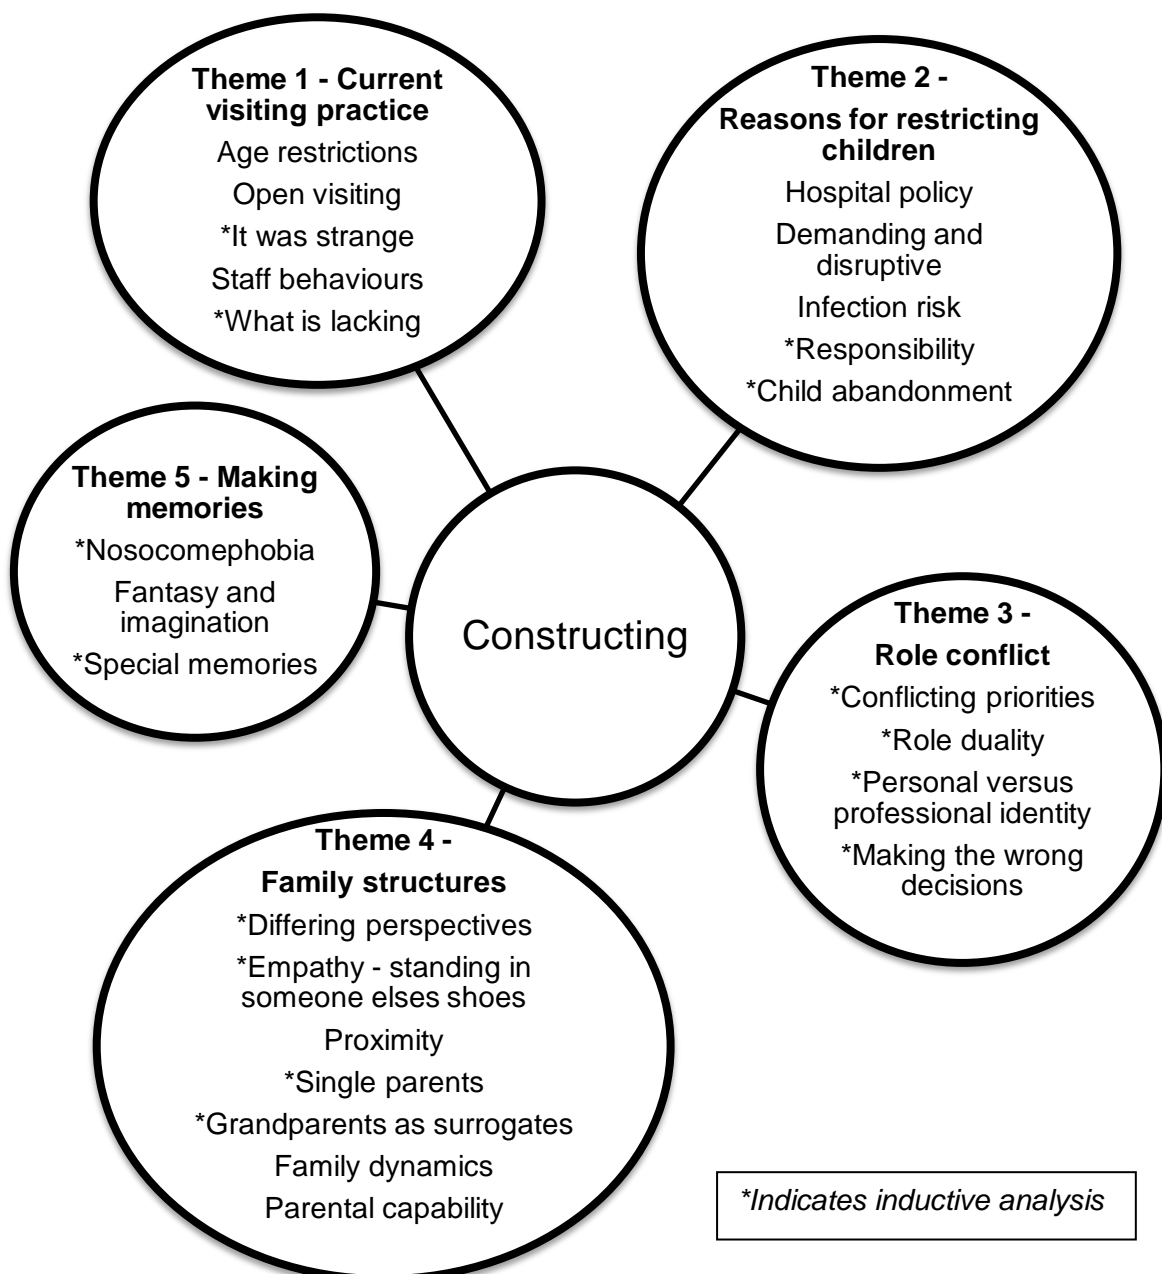 Theme 1 - Current
visiting practice
Age restrictions
Open visiting
*It was strange
Staff behaviours
*What is lacking
Theme 2 -
Reasons for restricting
children
Hospital policy
Demanding and
disruptive
Infection risk
*Responsibility
*Child abandonment
Theme 5 - Making
memories
*Nosocomephobia
Fantasy and
imagination
*Special memories
Constructing
Theme 3 -
Role conflict
*Conflicting priorities
*Role duality
*Personal versus
professional identity
*Making the wrong
decisions
Theme 4 -
Family structures
*Differing perspectives
*Empathy - standing in
someone elses shoes
Proximity
*Single parents
*Grandparents as surrogates
Family dynamics
Parental capability
*Indicates inductive analysis